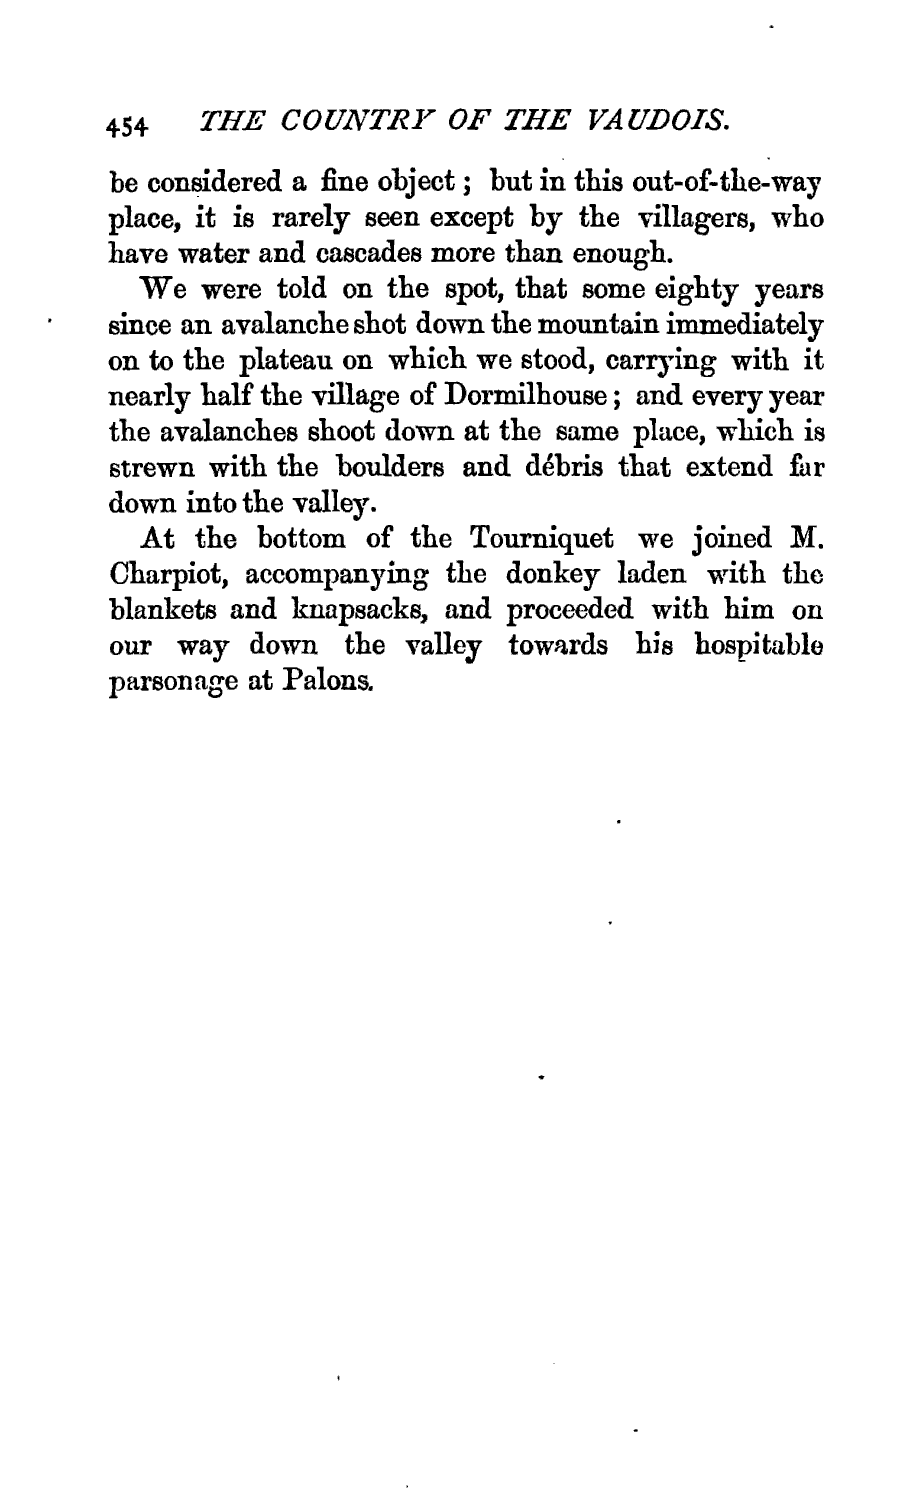 454 THE COUNTRY OF THE VAUDOIS.
be considered a fine object ; but in this out-of-the-way
place, it is rarely seen except by the villagers, who
have water and cascades more than enough.
We were told on the spot, that some eighty years
since an avalanche shot down the mountain immediately
on to the plateau on which we stood, carrying with it
nearly half the village of Dormilhouse ; and every year
the avalanches shoot down at the same place, which is
strewn with the boulders and débris that extend far
down into the valley.
At the bottom of the Tourniquet we joined M.
Charpiot, accompanying the donkey laden with the
blankets and knapsacks, and proceeded with him on
our way down the valley towards his hospitable
parsonage at Palons.